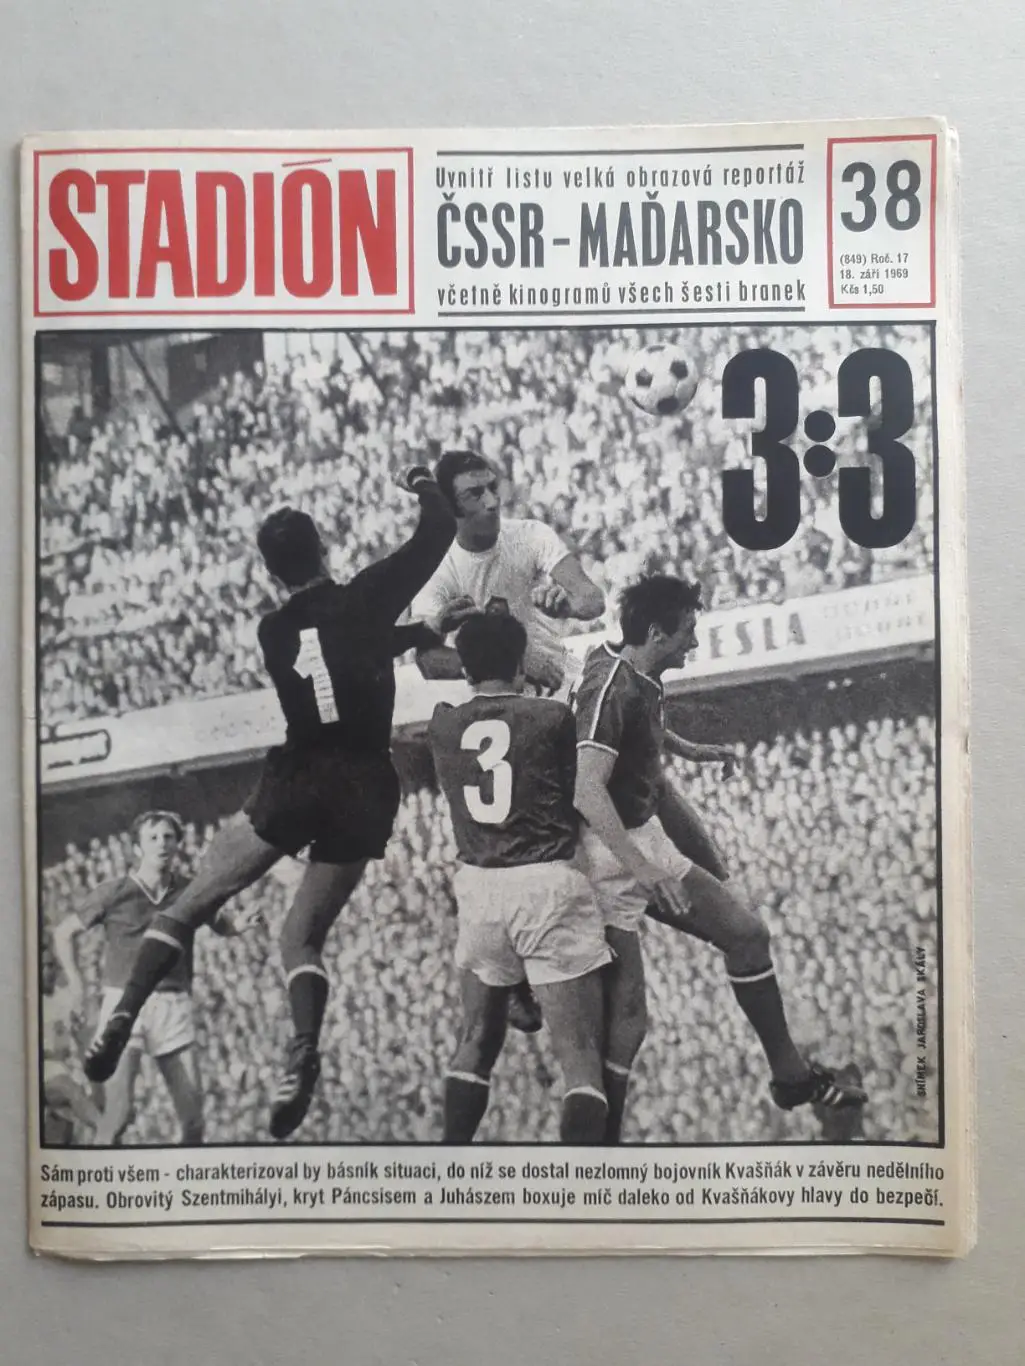 STADIÓN
Uvnitř listu velká obrazová reportáž
ČSSR - MAĎARSKO
včetně kinogramů všech šesti branek
38
(849) Roč. 17
18. září 1969
Kčs 1,50
3:3
1
3
ESLA
SNÍMEK JAROSLAVA SKÁLY
Sám proti všem - charakterizoval by básník situaci, do níž se dostal nezlomný bojovník Kvašňák v závěru nedělního
zápasu. Obrovitý Szentmihályi, kryt Páncsisem a Juhászem boxuje míč daleko od Kvašňákovy hlavy do bezpečí.